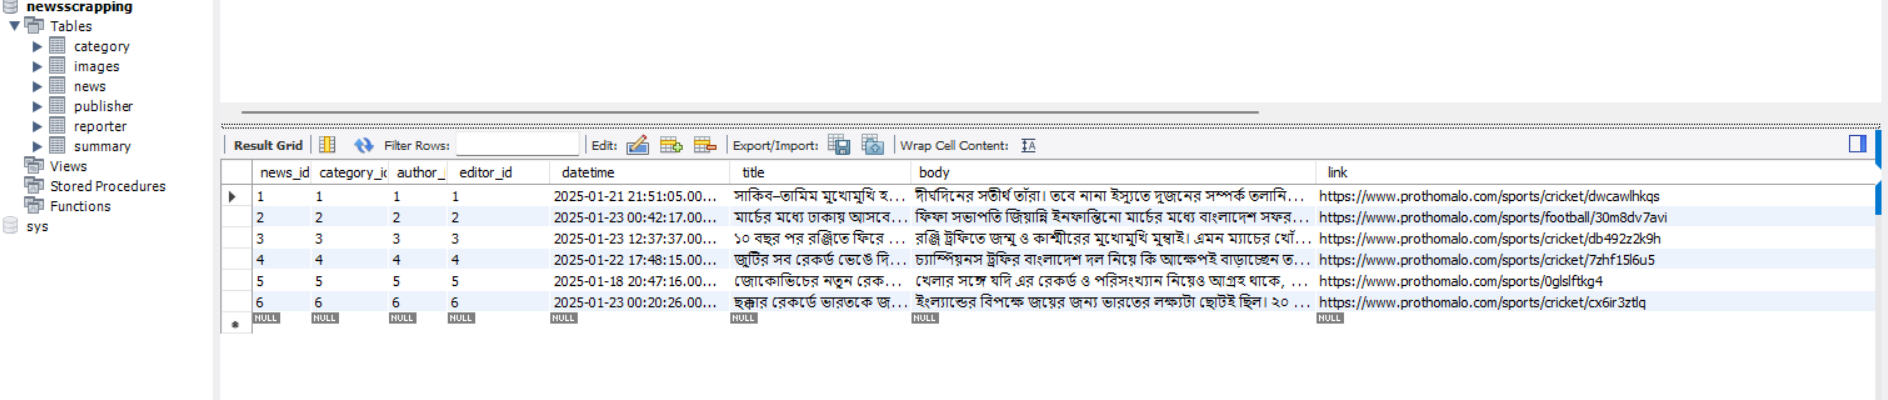 newsscrapping
Tables
category
images
news
publisher
reporter
summary
Views
Stored Procedures
Functions
sys
Result Grid Filter Rows: Edit: Export/Import: Wrap Cell Content: IA
news_id category_ic author_ editor_id datetime title body link
1 1 1 1 2025-01-21 21:51:05.00... সাকিব–তামিম মুখোমুখি হ... দীর্ঘদিনের সতীর্থ তাঁরা। তবে নানা ইস্যুতে দুজনের সম্পর্ক তলানি... https://www.prothomalo.com/sports/cricket/dwcawlhkqs
2 2 2 2 2025-01-23 00:42:17.00... মার্চের মধ্যে ঢাকায় আসবে... ফিফা সভাপতি জিয়ান্নি ইনফান্তিনো মার্চের মধ্যে বাংলাদেশ সফর... https://www.prothomalo.com/sports/football/30m8dv7avi
3 3 3 3 2025-01-23 12:37:37.00... ১০ বছর পর রঞ্জিতে ফিরে ... রঞ্জি ট্রফিতে জম্মু ও কাশ্মীরের মুখোমুখি মুম্বাই। এমন ম্যাচের খোঁ... https://www.prothomalo.com/sports/cricket/db492z2k9h
4 4 4 4 2025-01-22 17:48:15.00... জুটির সব রেকর্ড ভেঙে দি... চ্যাম্পিয়নস ট্রফির বাংলাদেশ দল নিয়ে কি আক্ষেপই বাড়াচ্ছেন ত... https://www.prothomalo.com/sports/cricket/7zhf15l6u5
5 5 5 5 2025-01-18 20:47:16.00... জোকোভিচের নতুন রেক... খেলার সঙ্গে যদি এর রেকর্ড ও পরিসংখ্যান নিয়েও আগ্রহ থাকে, ... https://www.prothomalo.com/sports/0glslftkg4
6 6 6 6 2025-01-23 00:20:26.00... ছক্কার রেকর্ডে ভারতকে জ... ইংল্যান্ডের বিপক্ষে জয়ের জন্য ভারতের লক্ষ্যটা ছোটই ছিল। ২০ ... https://www.prothomalo.com/sports/cricket/cx6ir3ztlq
NULL NULL NULL NULL NULL NULL NULL NULL